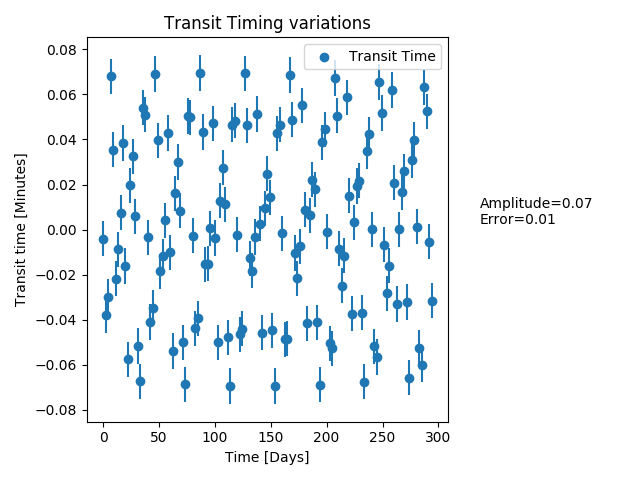 Transit Timing variations
Transit Time
0.08
0.06
0.04
0.02
0.00
−0.02
−0.04
−0.06
−0.08
Transit time [Minutes]
0
50
100
150
200
250
300
Time [Days]
Amplitude=0.07
Error=0.01